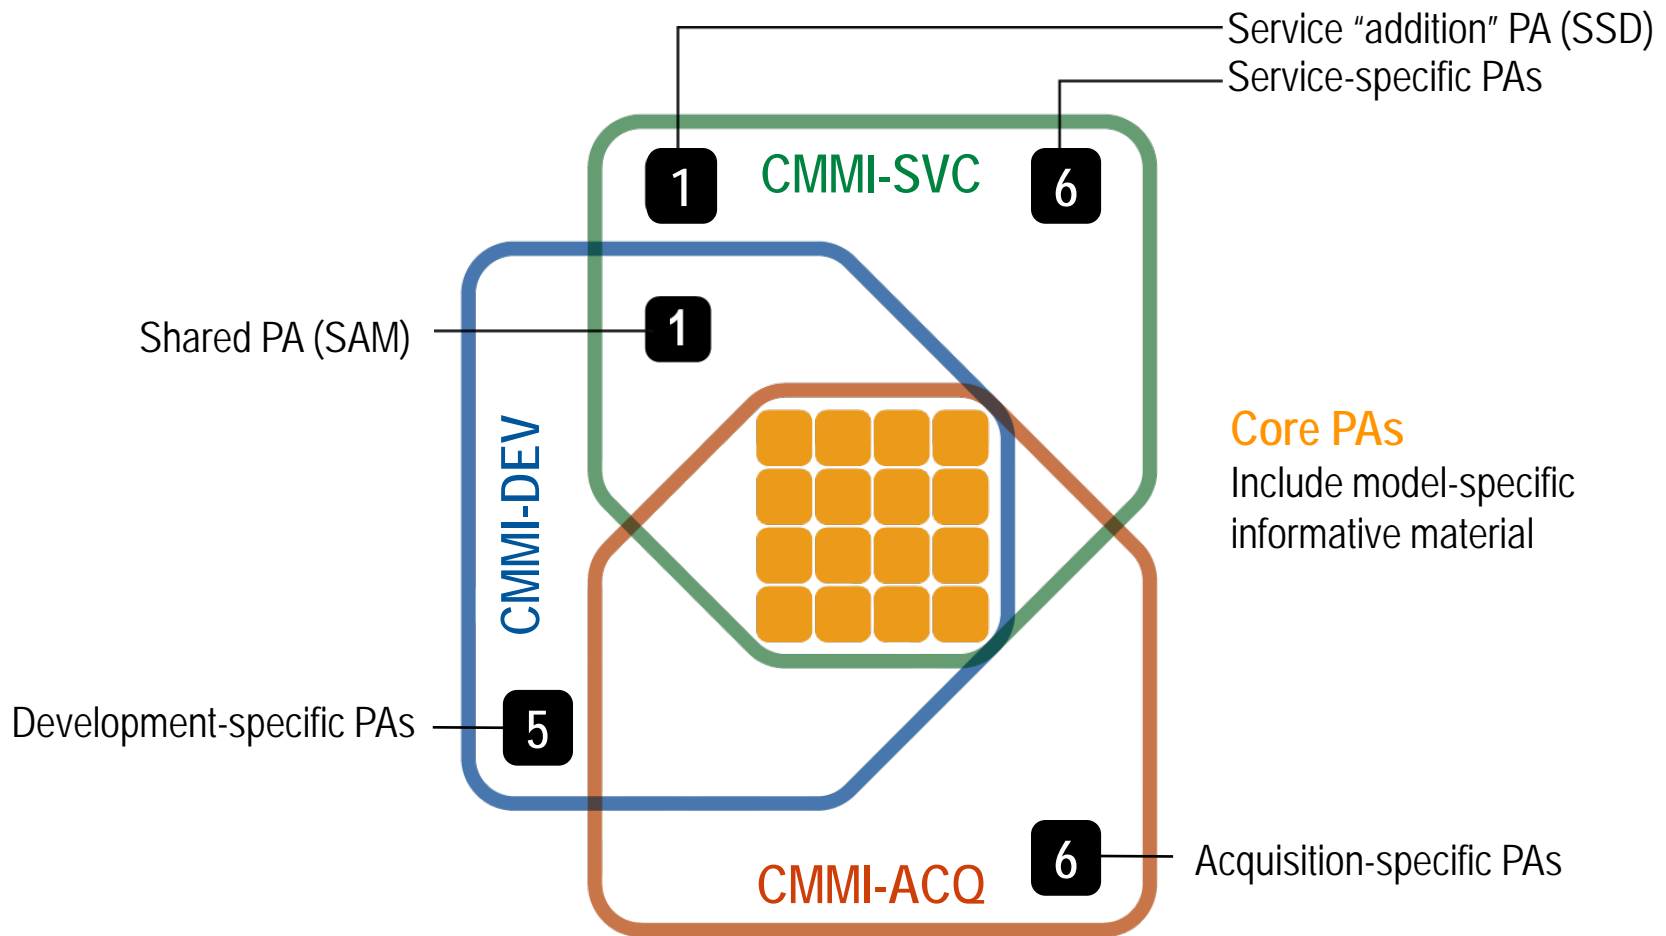 Service “addition” PA (SSD)
Service-specific PAs
1
CMMI-SVC
6
Shared PA (SAM)
1
CMMI-DEV
Core PAs
Include model-specific
informative material
Development-specific PAs
5
6
Acquisition-specific PAs
CMMI-ACQ